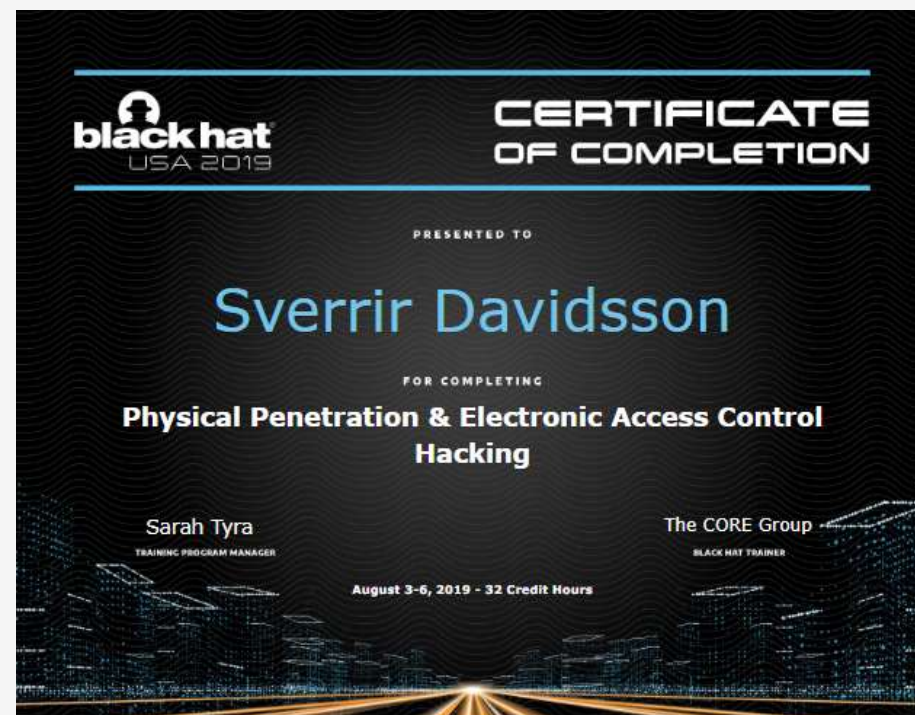 black hat
USA 2019
CERTIFICATE
OF COMPLETION
PRESENTED TO
Sverrir Davidsson
FOR COMPLETING
Physical Penetration & Electronic Access Control
Hacking
Sarah Tyra
TRAINING PROGRAM MANAGER
The CORE Group
BLACK HAT TRAINER
August 3-6, 2019 - 32 Credit Hours